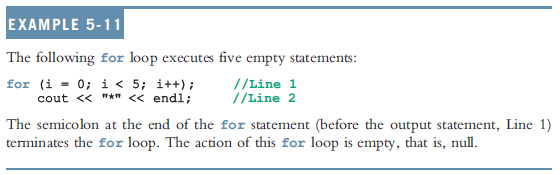 EXAMPLE 5-11
The following for loop executes five empty statements:
for (i = 0; i < 5; i++); //Line 1
cout << "*" << endl; //Line 2
The semicolon at the end of the for statement (before the output statement, Line 1)
terminates the for loop. The action of this for loop is empty, that is, null.